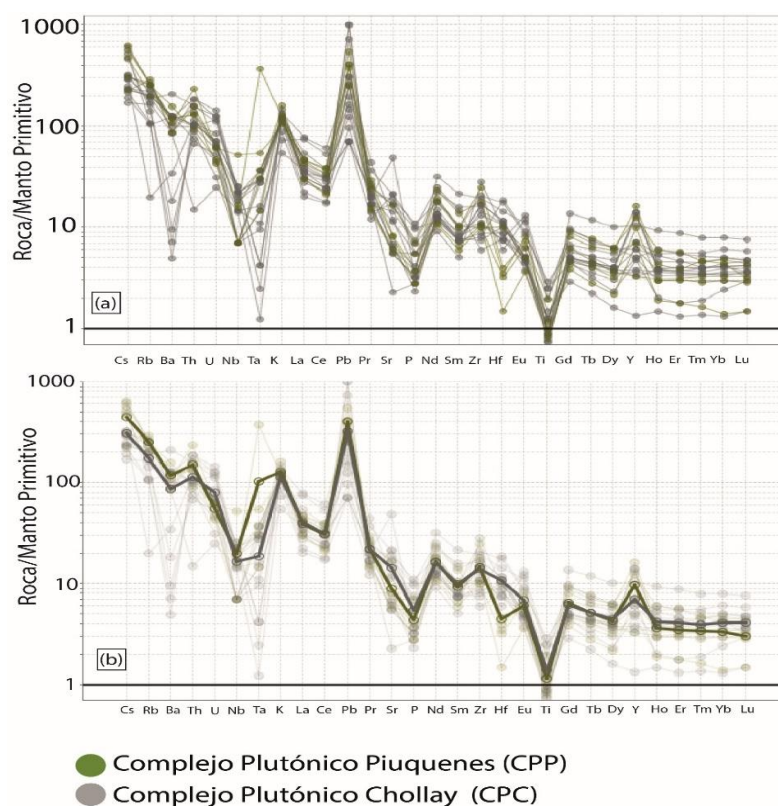 1000
100
10
1
Roca/Manto Primitivo
(a)
Cs Rb Ba Th U Nb Ta K La Ce Pb Pr Sr P Nd Sm Zr Hf Eu Ti Gd Tb Dy Y Ho Er Tm Yb Lu
1000
100
10
1
Roca/Manto Primitivo
(b)
Cs Rb Ba Th U Nb Ta K La Ce Pb Pr Sr P Nd Sm Zr Hf Eu Ti Gd Tb Dy Y Ho Er Tm Yb Lu
Complejo Plutónico Piuquenes (CPP)
Complejo Plutónico Chollay (CPC)